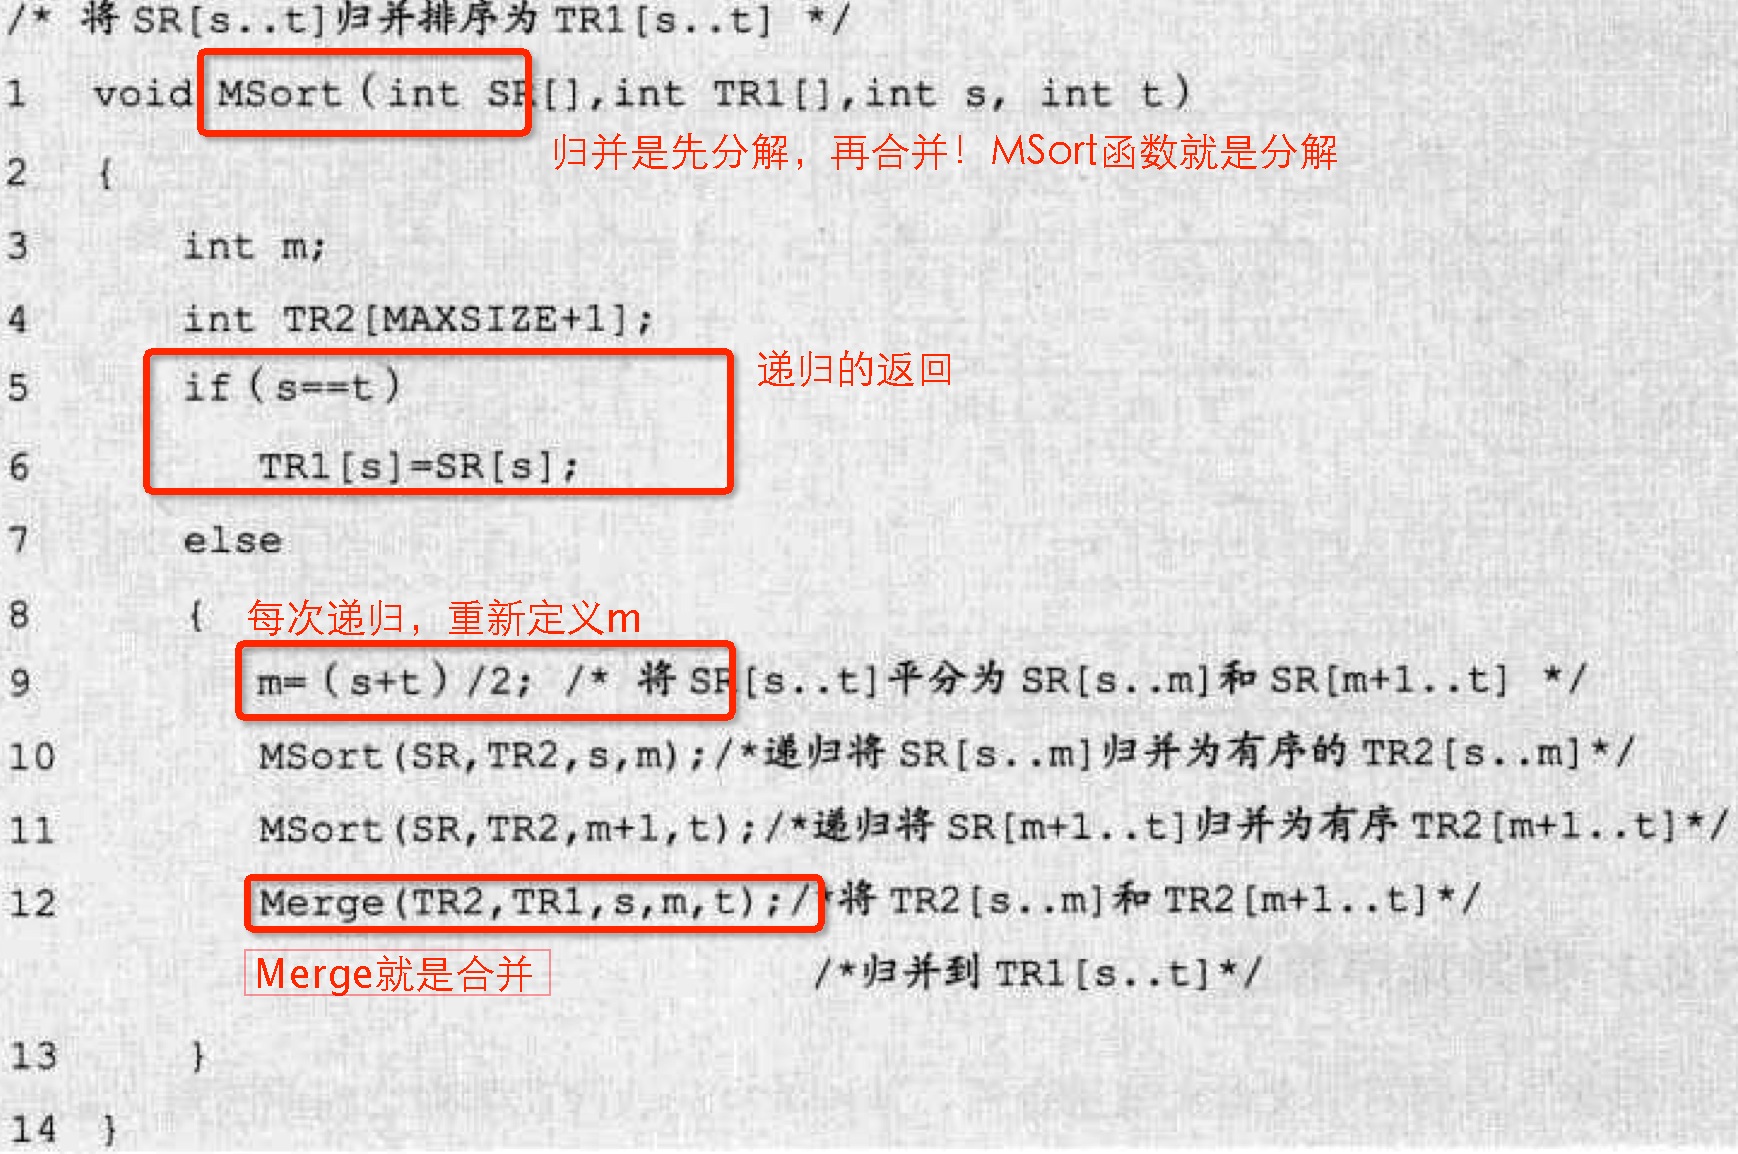 /* 将 SR[s..t]归并排序为 TR1[s..t] */
1 void MSort(int SR[],int TR1[],int s, int t)
归并是先分解，再合并！MSort函数就是分解
2 {
3 int m;
4 int TR2[MAXSIZE+1];
递归的返回
5 if(s==t)
6 TR1[s]=SR[s];
7 else
8 { 每次递归，重新定义m
9 m=(s+t)/2; /* 将 SR[s..t]平分为 SR[s..m]和 SR[m+1..t] */
10 MSort(SR,TR2,s,m);/*递归将 SR[s..m]归并为有序的 TR2[s..m]*/
11 MSort(SR,TR2,m+1,t);/*递归将 SR[m+1..t]归并为有序 TR2[m+1..t]*/
12 Merge(TR2,TR1,s,m,t);/*将 TR2[s..m]和 TR2[m+1..t]*/
Merge就是合并 /*归并到 TR1[s..t]*/
13 }
14 }